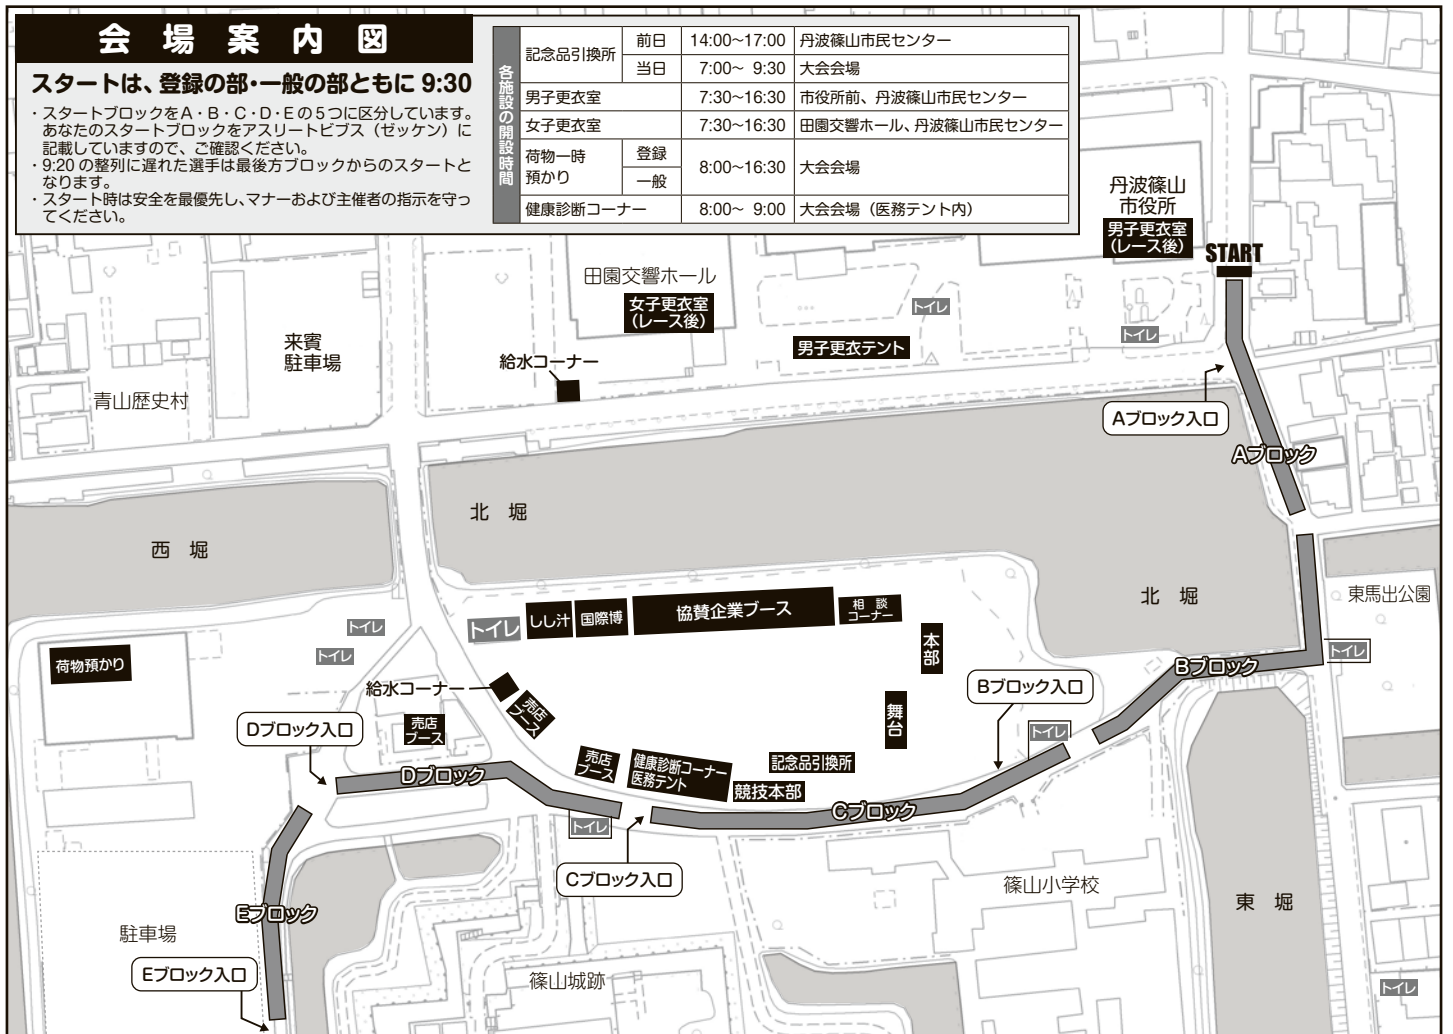 会場案内図
スタートは、登録の部･一般の部ともに 9:30
・スタートブロックをA・B・C・D・Eの5つに区分しています。
あなたのスタートブロックをアスリートビブス（ゼッケン）に
記載していますので、ご確認ください。
・9:20 の整列に遅れた選手は最後方ブロックからのスタートと
なります。
・スタート時は安全を最優先し、マナーおよび主催者の指示を守っ
てください。
各施設の開設時間
記念品引換所 前日 14:00〜17:00 丹波篠山市民センター
当日 7:00〜 9:30 大会会場
男子更衣室 7:30〜16:30 市役所前、丹波篠山市民センター
女子更衣室 7:30〜16:30 田園交響ホール、丹波篠山市民センター
荷物一時
預かり
登録
一般
8:00〜16:30 大会会場
健康診断コーナー 8:00〜 9:00 大会会場（医務テント内）
丹波篠山
市役所
男子更衣室
（レース後）
START
田園交響ホール
女子更衣室
（レース後）
トイレ
トイレ
男子更衣テント
来賓
駐車場
給水コーナー
青山歴史村
Aブロック入口
Aブロック
北 堀
西 堀
北 堀
東馬出公園
トイレ
しし汁
国際博
協賛企業ブース
相 談
コーナー
本部
トイレ
トイレ
トイレ
荷物預かり
Bブロック
給水コーナー
売店
ブース
Bブロック入口
舞台
売店
ブース
Dブロック入口
トイレ
売店
ブース
健康診断コーナー
医務テント
記念品引換所
競技本部
Dブロック
Cブロック
トイレ
Cブロック入口
篠山小学校
東 堀
Eブロック
駐車場
Eブロック入口
篠山城跡
トイレ